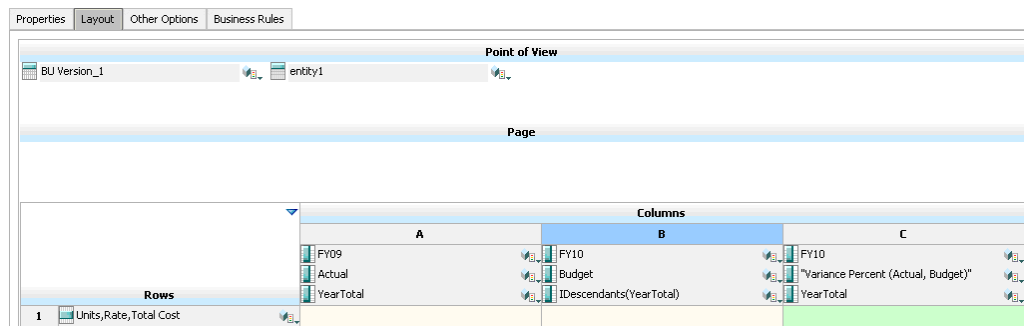 Properties Layout Other Options Business Rules
Point of View
BU Version_1 entity1
Page
Columns
A B C
FY09 FY10 FY10
Actual Budget "Variance Percent (Actual, Budget)"
Rows YearTotal IDescendants(YearTotal) YearTotal
1 Units,Rate,Total Cost